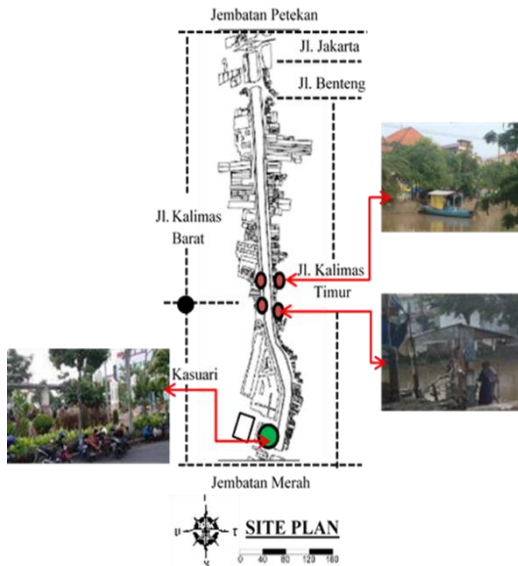 Jembatan Petekan
Jl. Jakarta
Jl. Benteng
Jl. Kalimas
Barat
Jl. Kalimas
Timur
Kasuari
Jembatan Merah
U
T
S
SITE PLAN
0 40 80 120 160